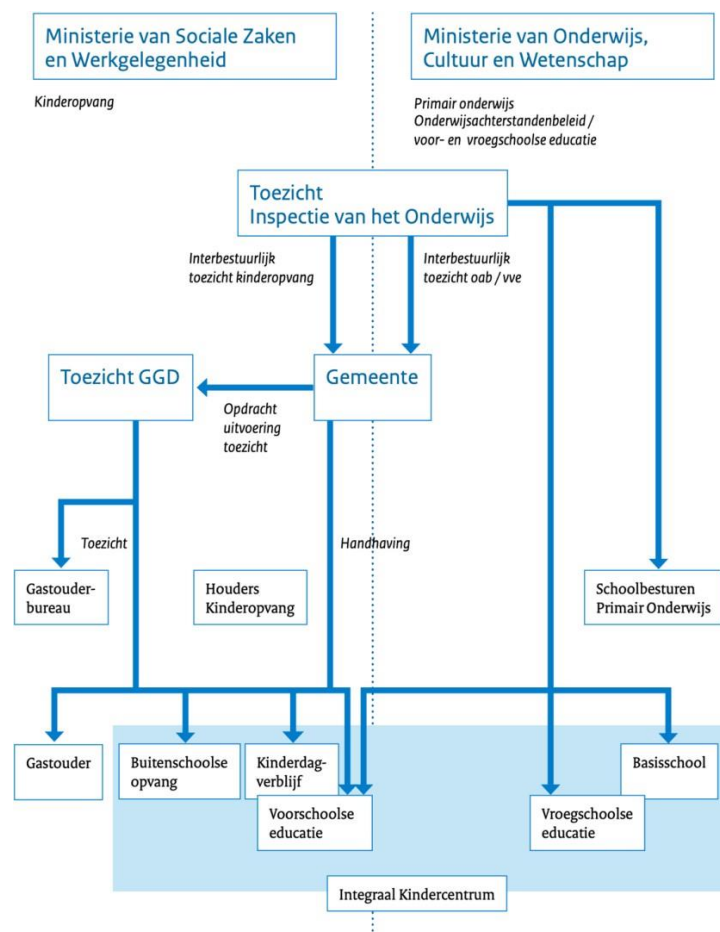 Ministerie van Sociale Zaken
en Werkgelegenheid
Ministerie van Onderwijs,
Cultuur en Wetenschap
Kinderopvang
Primair onderwijs
Onderwijsachterstandenbeleid /
voor- en vroegschoolse educatie
Toezicht
Inspectie van het Onderwijs
Interbestuurlijk
toezicht kinderopvang
Interbestuurlijk
toezicht oab / vve
Toezicht GGD
Gemeente
Opdracht
uitvoering
toezicht
Toezicht
Handhaving
Gastouder-
bureau
Houders
Kinderopvang
Schoolbesturen
Primair Onderwijs
Gastouder
Buitenschoolse
opvang
Kinderdag-
verblijf
Basisschool
Voorschoolse
educatie
Vroegschoolse
educatie
Integraal Kindercentrum